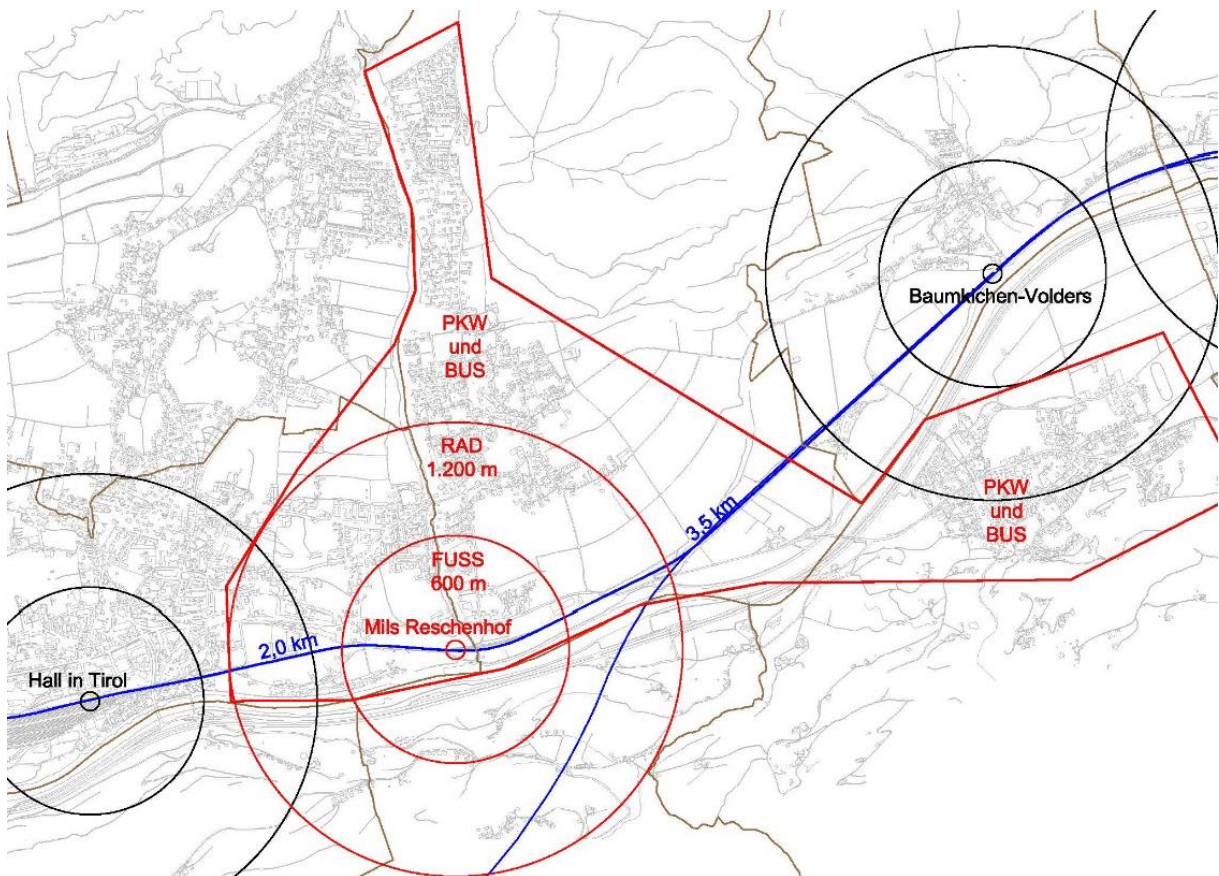 Baumkichen-Volders
PKW
und
BUS
RAD
1.200 m
PKW
und
BUS
3,5 km
FUSS
600 m
Mils Reschenhof
2,0 km
Hall in Tirol